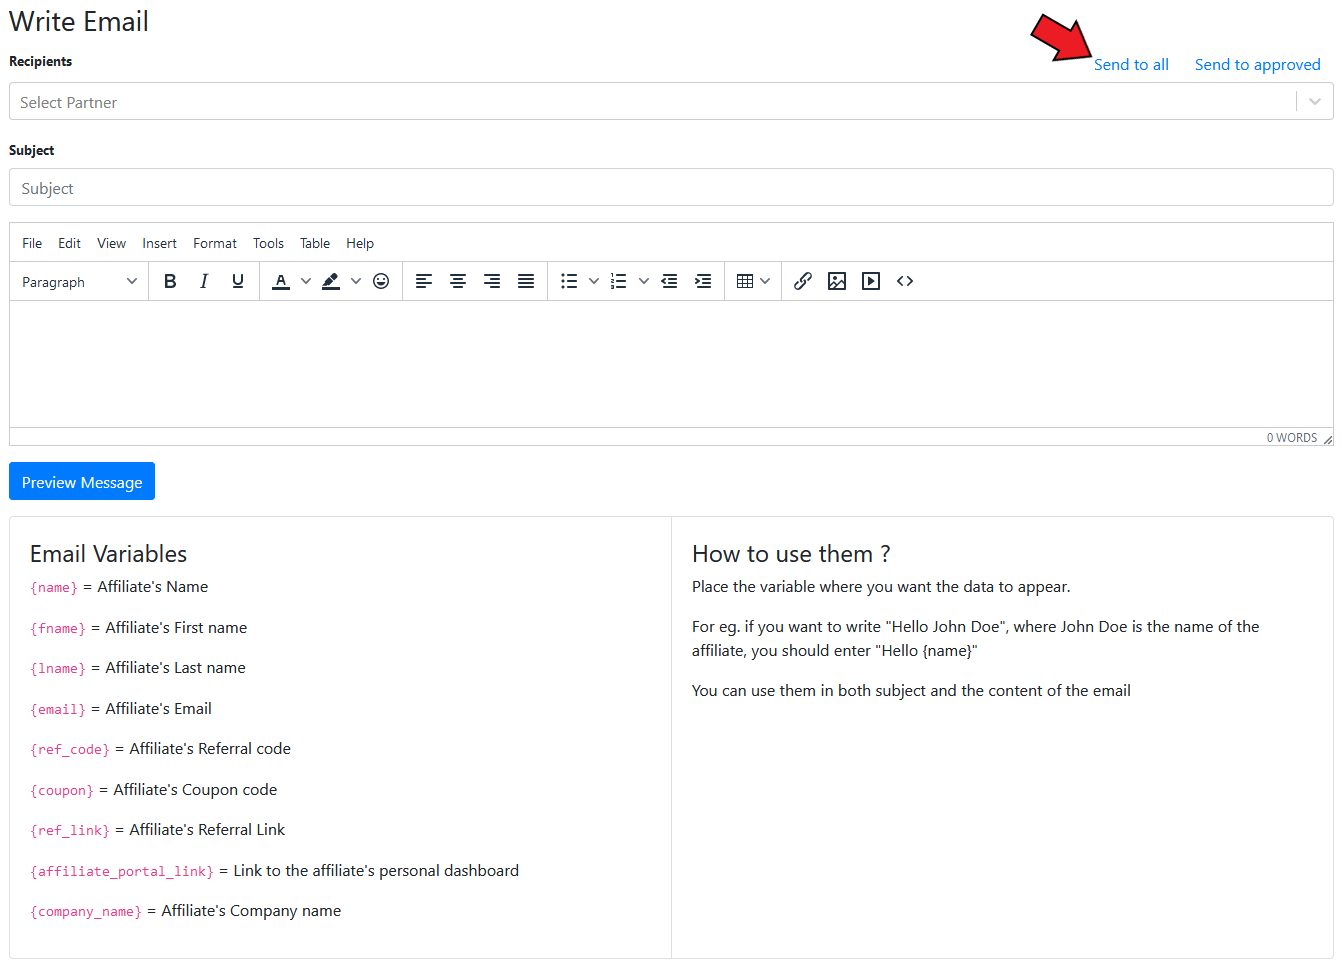 Write Email
Recipients
Send to all Send to approved
Select Partner
Subject
Subject
File Edit View Insert Format Tools Table Help
Paragraph B I U A
0 WORDS
Preview Message
Email Variables
{name} = Affiliate's Name
{fname} = Affiliate's First name
{lname} = Affiliate's Last name
{email} = Affiliate's Email
{ref_code} = Affiliate's Referral code
{coupon} = Affiliate's Coupon code
{ref_link} = Affiliate's Referral Link
{affiliate_portal_link} = Link to the affiliate's personal dashboard
{company_name} = Affiliate's Company name
How to use them ?
Place the variable where you want the data to appear.
For eg. if you want to write "Hello John Doe", where John Doe is the name of the
affiliate, you should enter "Hello {name}"
You can use them in both subject and the content of the email